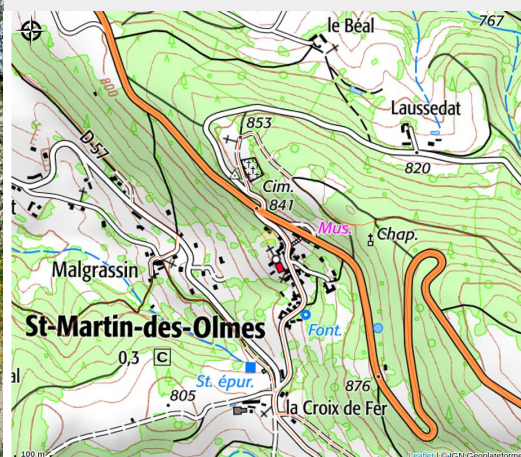 le Béal
767
800
Laussedat
853
D 57
820
Cim.
841
Mus.
Chap.
t
Malgrassin
St-Martin-des-Olmes
Font.
0,3 C
St. épur.
876
al
805
la Croix de Fer
100 m
Leaflet | © IGN Geoplateforme